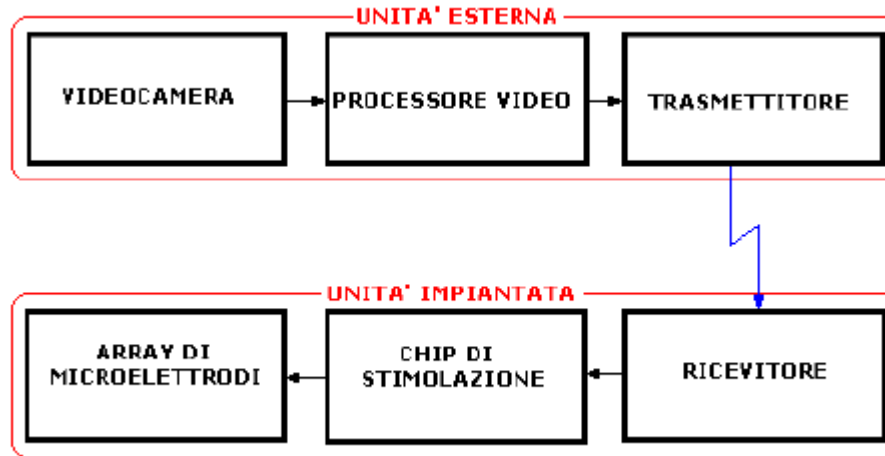 UNITA' ESTERNA
VIDEOCAMERA
PROCESSORE VIDEO
TRASMETTITORE
UNITA' IMPIANTATA
ARRAY DI
MICROELETTRODI
CHIP DI
STIMOLAZIONE
RICEVITORE